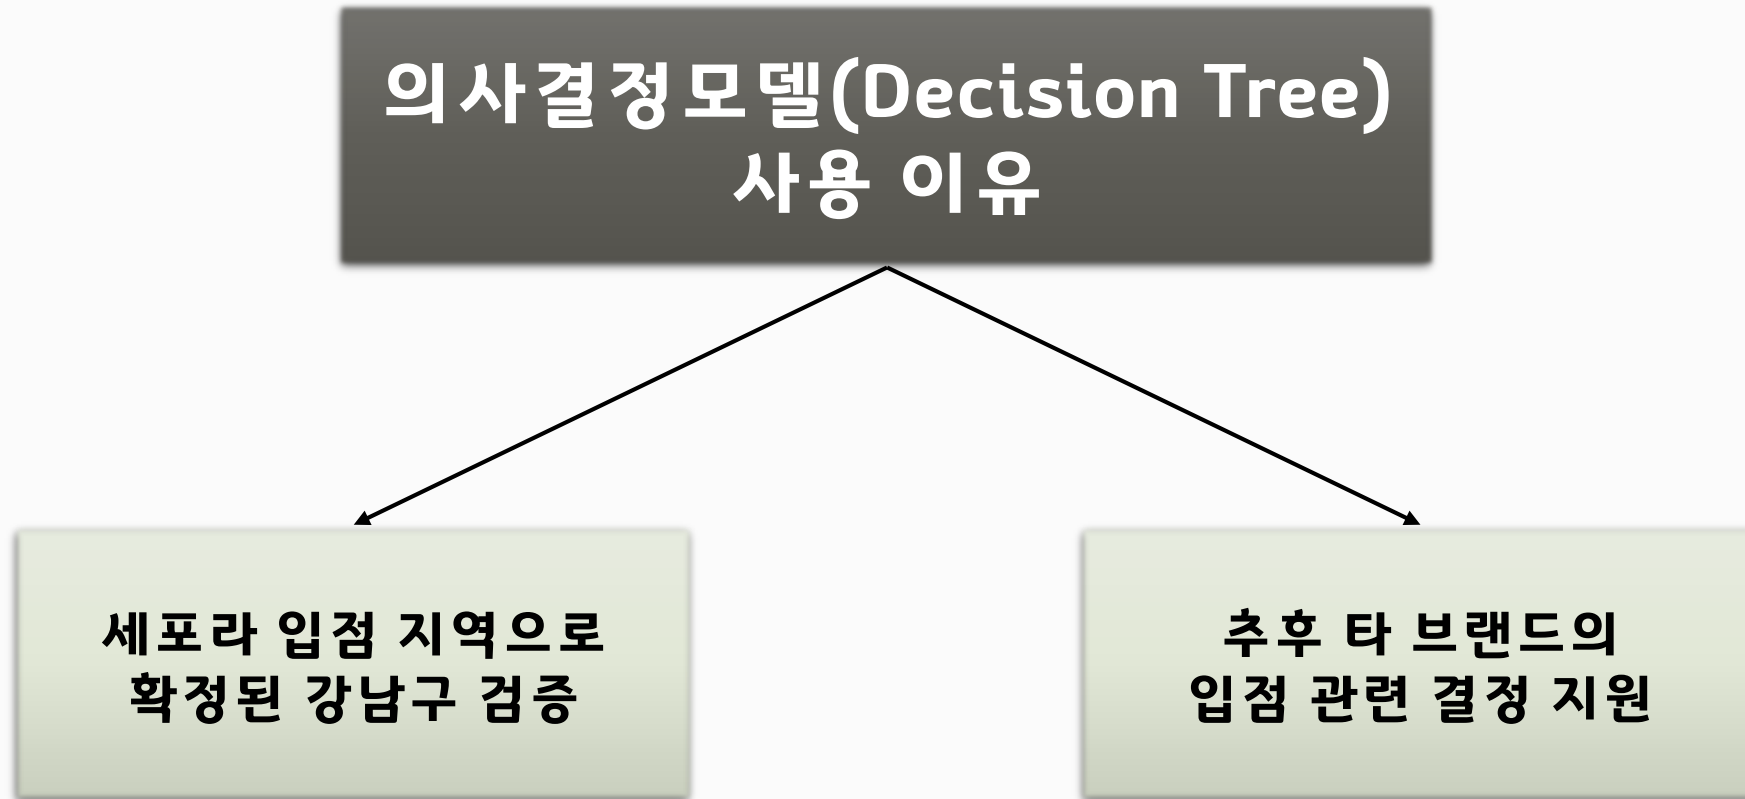 의사결정모델(Decision Tree)
사용 이유
세포라 입점 지역으로
확정된 강남구 검증
추후 타 브랜드의
입점 관련 결정 지원